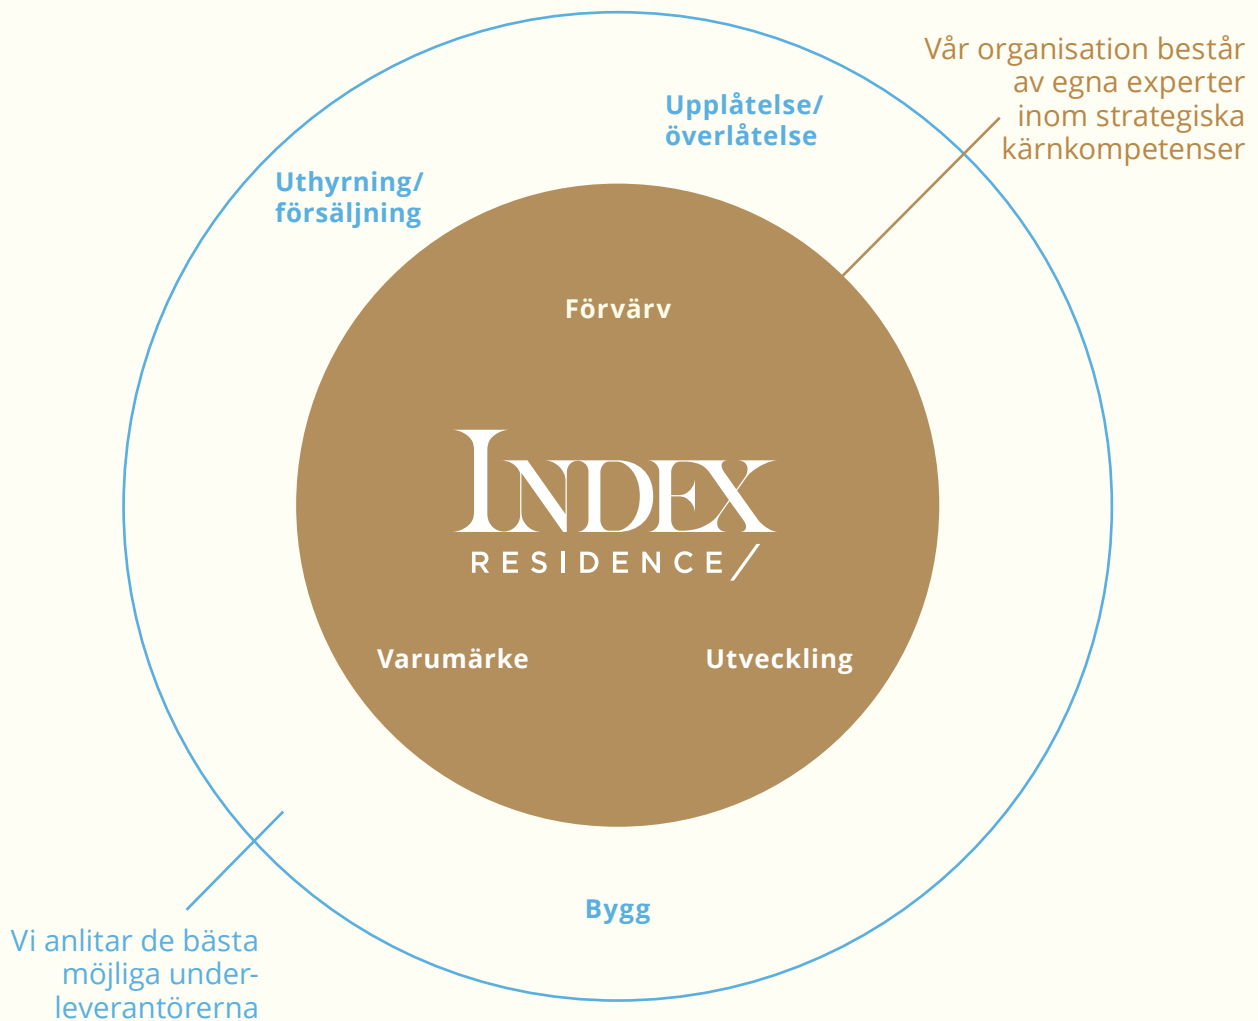 Vår organisation består
av egna experter
inom strategiska
kärnkompetenser
Upplåtelse/
överlåtelse
Uthyrning/
försäljning
Förvärv
INDEX
RESIDENCE/
Varumärke
Utveckling
Bygg
Vi anlitar de bästa
möjliga under-
leverantörerna